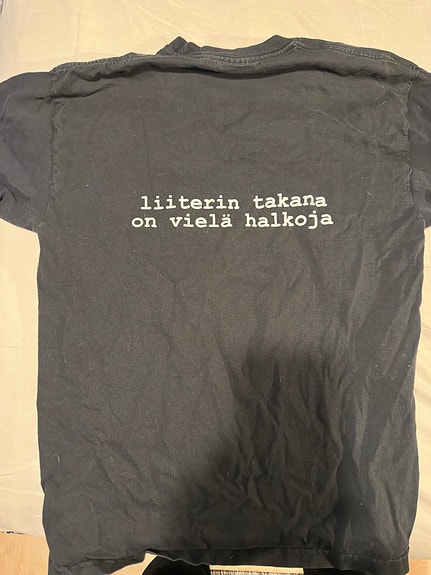 liiterin takana
on vielä halkoja